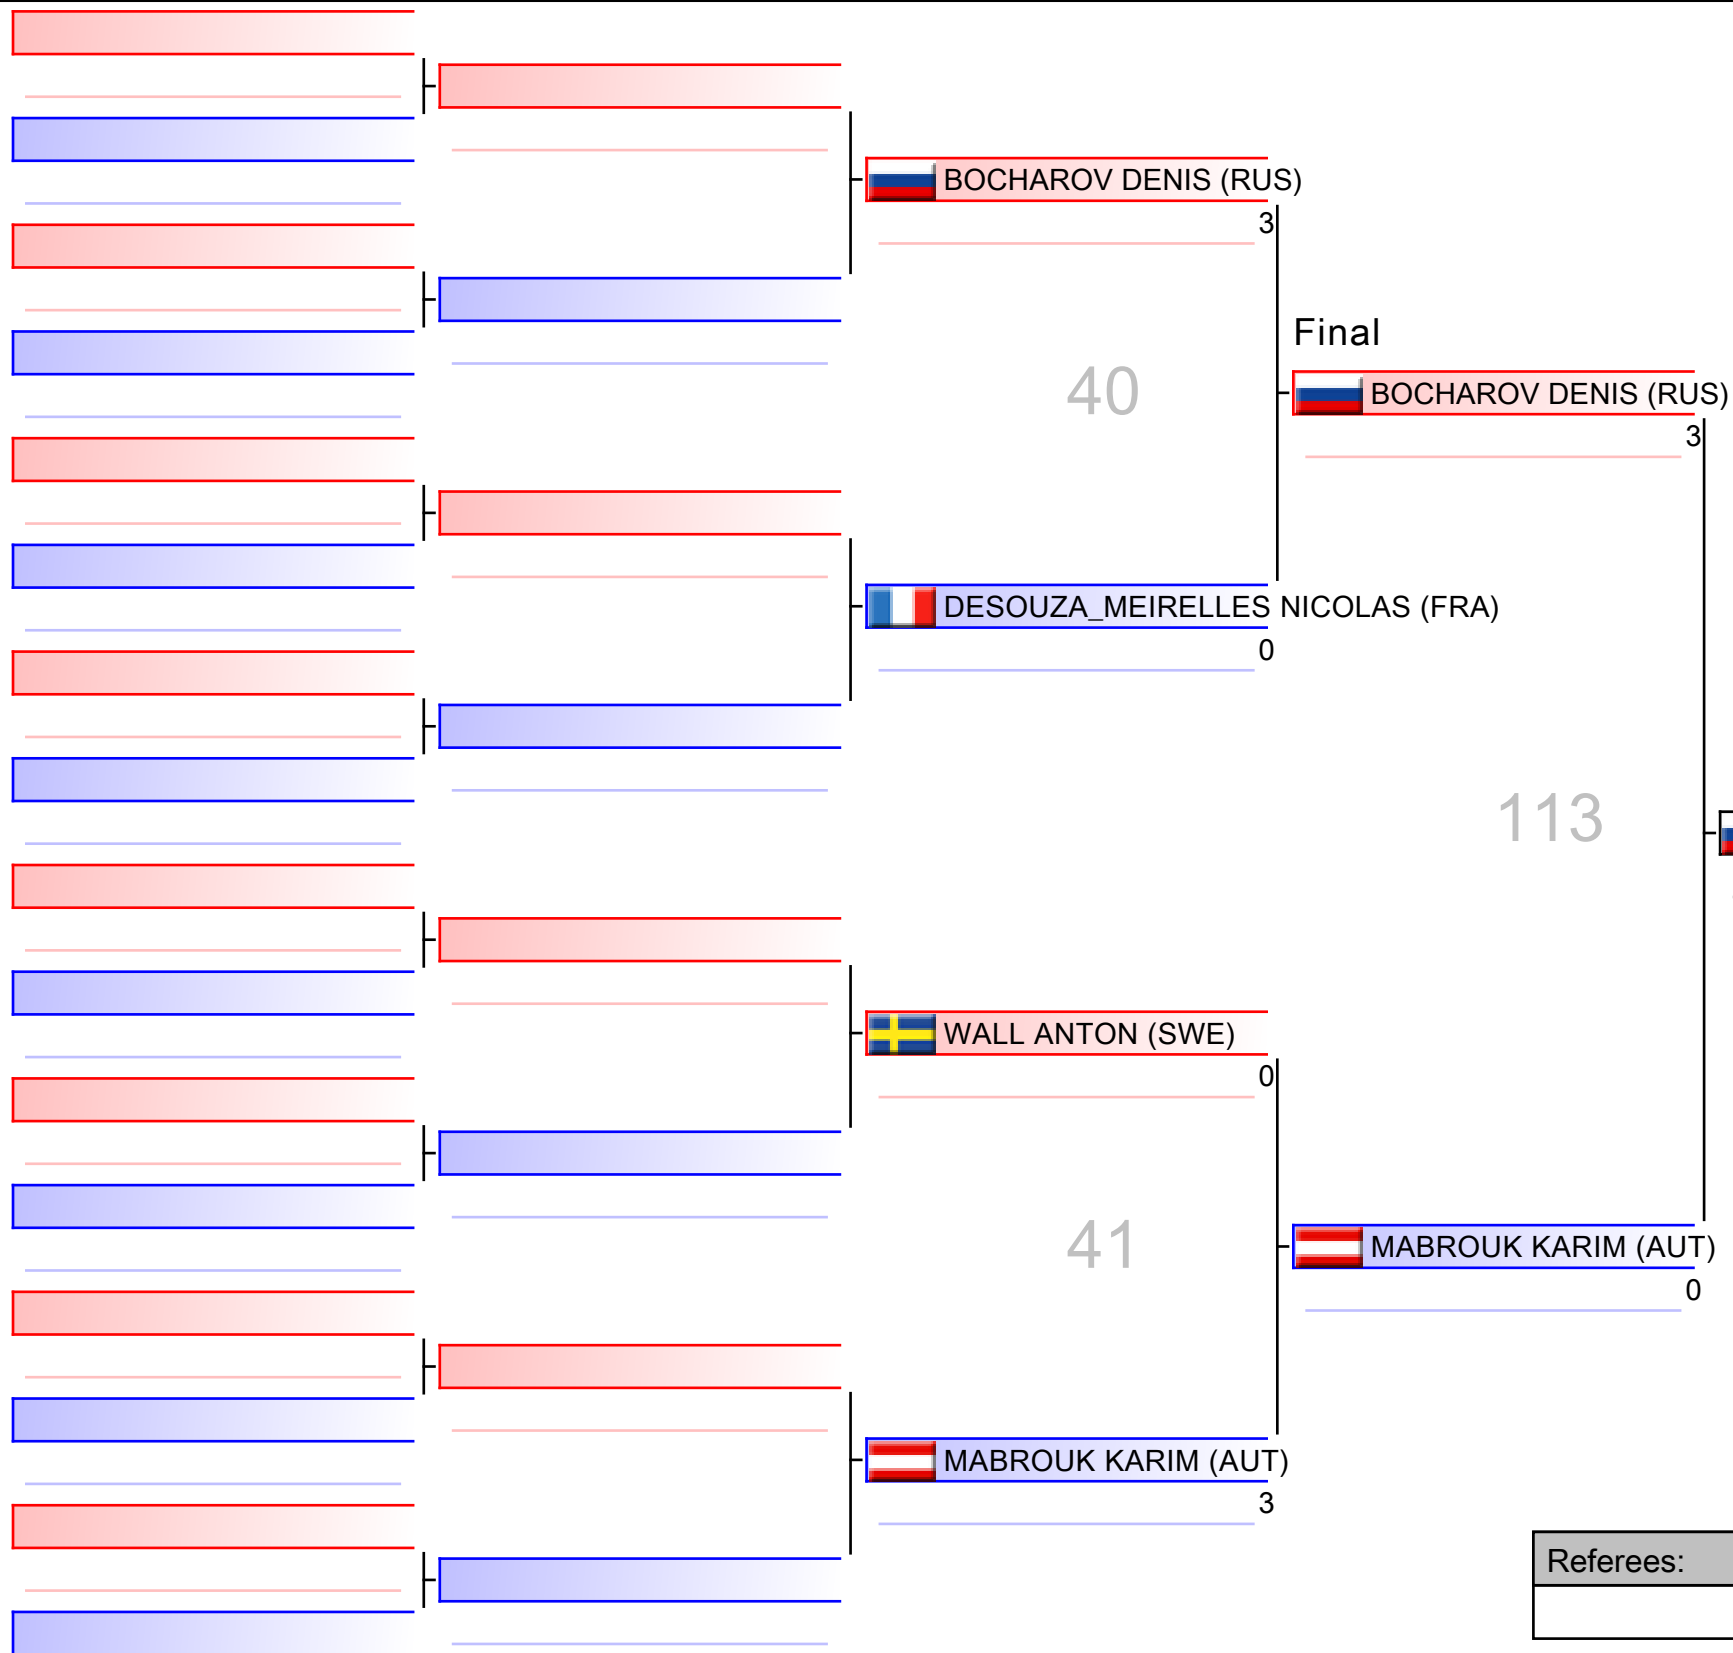 BOCHAROV DENIS (RUS)
3
40
Final
BOCHAROV DENIS (RUS)
3
DESOUZA_MEIRELLES NICOLAS (FRA)
0
113
WALL ANTON (SWE)
0
41
MABROUK KARIM (AUT)
0
MABROUK KARIM (AUT)
3
Referees: